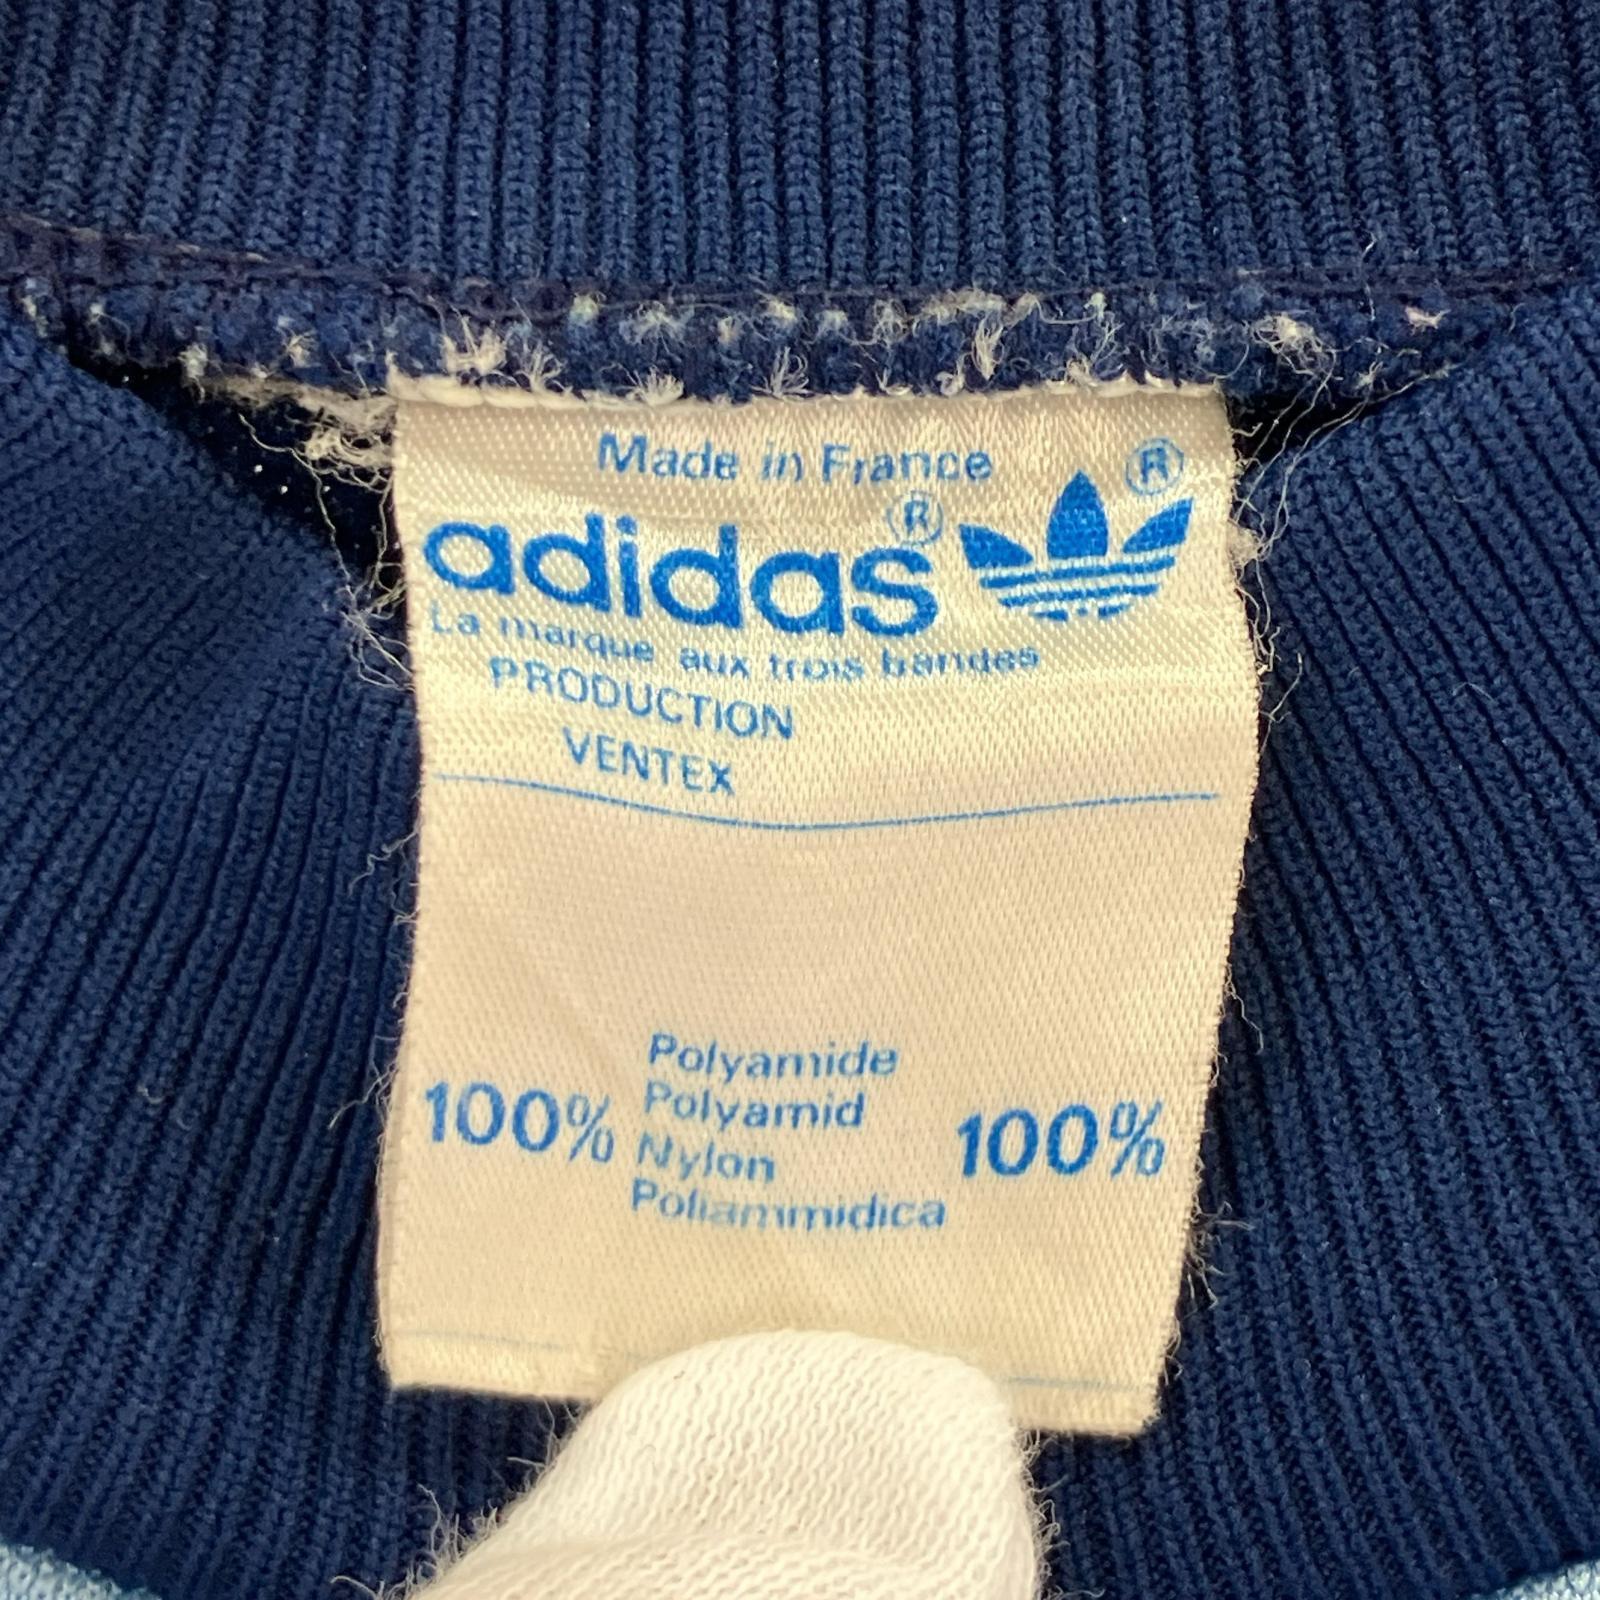 Made in France
adidas® ®
La marque aux trois bandes
PRODUCTION
VENTEX
100% Polyamide 100%
Polyamid
Nylon
Poliammidica